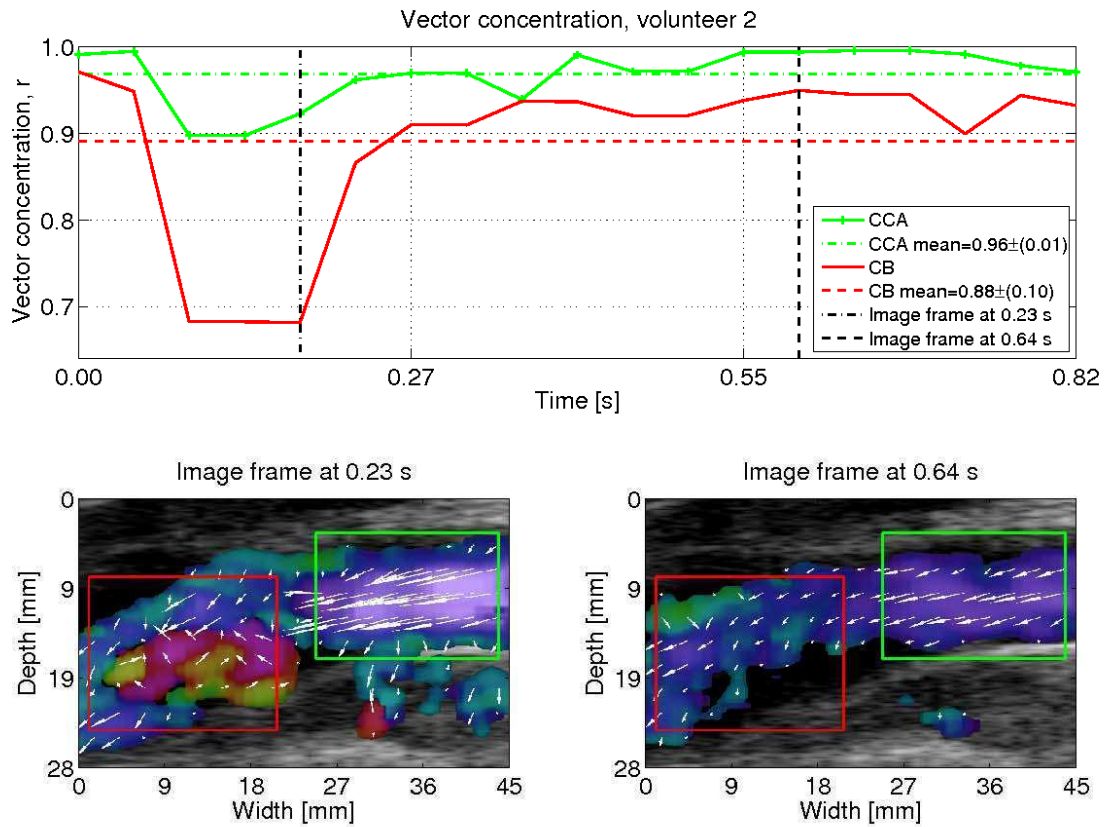 Vector concentration, volunteer 2
Vector concentration, r
1.0
0.9
0.8
0.7
0.00
0.27
0.55
0.82
Time [s]
CCA
CCA mean=0.96±(0.01)
CB
CB mean=0.88±(0.10)
Image frame at 0.23 s
Image frame at 0.64 s
Image frame at 0.23 s
Depth [mm]
0
9
19
28
0
9
18
27
36
45
Width [mm]
Image frame at 0.64 s
Depth [mm]
0
9
19
28
0
9
18
27
36
45
Width [mm]